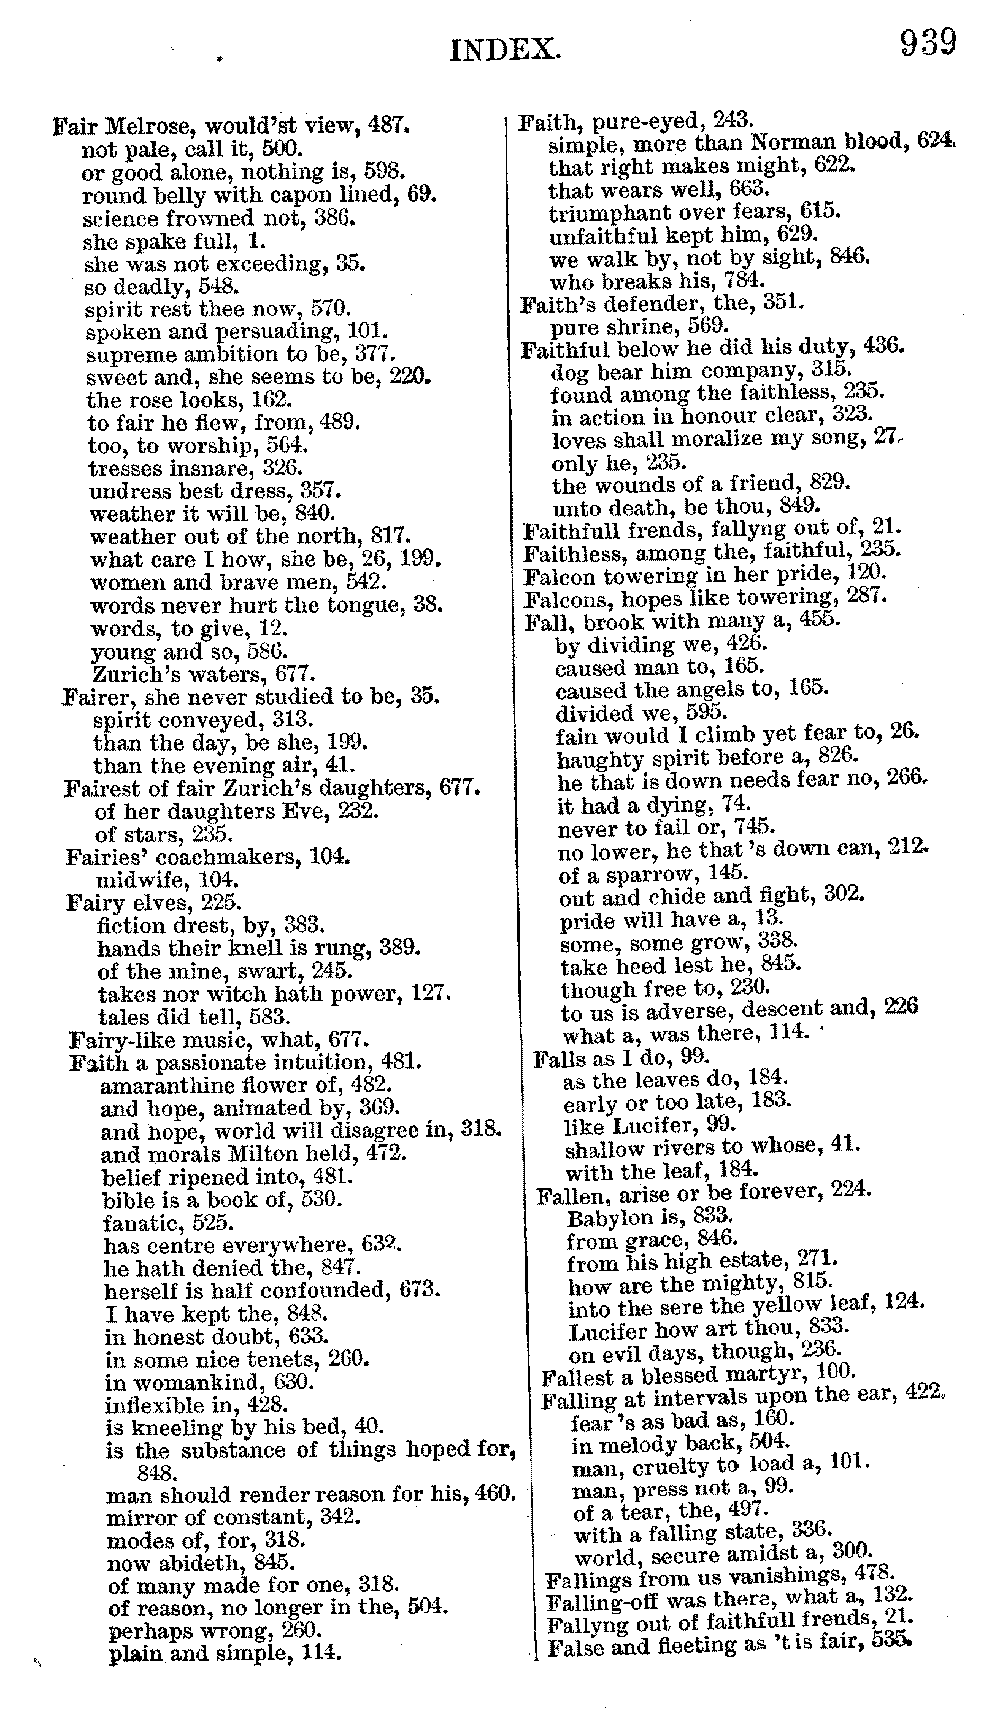 INDEX.
939
Fair Melrose, would'st view, 487.
not pale, call it, 500.
or good alone, nothing is, 598.
round belly with capon lined, 69.
science frowned not, 386.
she spake full, 1.
she was not exceeding, 35.
so deadly, 548.
spirit rest thee now, 570.
spoken and persuading, 101.
supreme ambition to be, 377.
sweet and, she seems to be, 220.
the rose looks, 162.
to fair he flew, from, 489.
too, to worship, 564.
tresses insnare, 326.
undress best dress, 357.
weather it will be, 840.
weather out of the north, 817.
what care I how, she be, 26, 199.
women and brave men, 542.
words never hurt the tongue, 38.
words, to give, 12.
young and so, 586.
Zurich's waters, 677.
Fairer, she never studied to be, 35.
spirit conveyed, 313.
than the day, be she, 199.
than the evening air, 41.
Fairest of fair Zurich's daughters, 677.
of her daughters Eve, 232.
of stars, 235.
Fairies' coachmakers, 104.
midwife, 104.
Fairy elves, 225.
fiction drest, by, 383.
hands their knell is rung, 389.
of the mine, swart, 245.
takes nor witch hath power, 127.
tales did tell, 583.
Fairy-like music, what, 677.
Faith a passionate intuition, 481.
amaranthine flower of, 482.
and hope, animated by, 369.
and hope, world will disagree in, 318.
and morals Milton held, 472.
belief ripened into, 481.
bible is a book of, 530.
fanatic, 525.
has centre everywhere, 632.
he hath denied the, 847.
herself is half confounded, 673.
I have kept the, 848.
in honest doubt, 633.
in some nice tenets, 260.
in womankind, 630.
inflexible in, 428.
is kneeling by his bed, 40.
is the substance of things hoped for,
848.
man should render reason for his, 460.
mirror of constant, 342.
modes of, for, 318.
now abideth, 845.
of many made for one, 318.
of reason, no longer in the, 504.
perhaps wrong, 260.
plain and simple, 114.
Faith, pure-eyed, 243.
simple, more than Norman blood, 624.
that right makes might, 622.
that wears well, 663.
triumphant over fears, 615.
unfaithful kept him, 629.
we walk by, not by sight, 846.
who breaks his, 784.
Faith's defender, the, 351.
pure shrine, 569.
Faithful below he did his duty, 436.
dog bear him company, 315.
found among the faithless, 235.
in action in honour clear, 323.
loves shall moralize my song, 27.
only he, 235.
the wounds of a friend, 829.
unto death, be thou, 849.
Faithfull frends, fallyng out of, 21.
Faithless, among the, faithful, 235.
Falcon towering in her pride, 120.
Falcons, hopes like towering, 287.
Fall, brook with many a, 455.
by dividing we, 426.
caused man to, 165.
caused the angels to, 165.
divided we, 595.
fain would I climb yet fear to, 26.
haughty spirit before a, 826.
he that is down needs fear no, 266.
it had a dying, 74.
never to fail or, 745.
no lower, he that 's down can, 212.
of a sparrow, 145.
out and chide and fight, 302.
pride will have a, 13.
some, some grow, 338.
take heed lest he, 845.
though free to, 230.
to us is adverse, descent and, 226
what a, was there, 114.
Falls as I do, 99.
as the leaves do, 184.
early or too late, 183.
like Lucifer, 99.
shallow rivers to whose, 41.
with the leaf, 184.
Fallen, arise or be forever, 224.
Babylon is, 833.
from grace, 846.
from his high estate, 271.
how are the mighty, 815.
into the sere the yellow leaf, 124.
Lucifer how art thou, 833.
on evil days, though, 236.
Fallest a blessed martyr, 100.
Falling at intervals upon the ear, 422.
fear 's as bad as, 160.
in melody back, 504.
man, cruelty to load a, 101.
man, press not a, 99.
of a tear, the, 497.
with a falling state, 336.
world, secure amidst a, 300.
Fallings from us vanishings, 478.
Falling-off was there, what a, 132.
Fallyng out of faithfull frends, 21.
False and fleeting as 't is fair, 535.